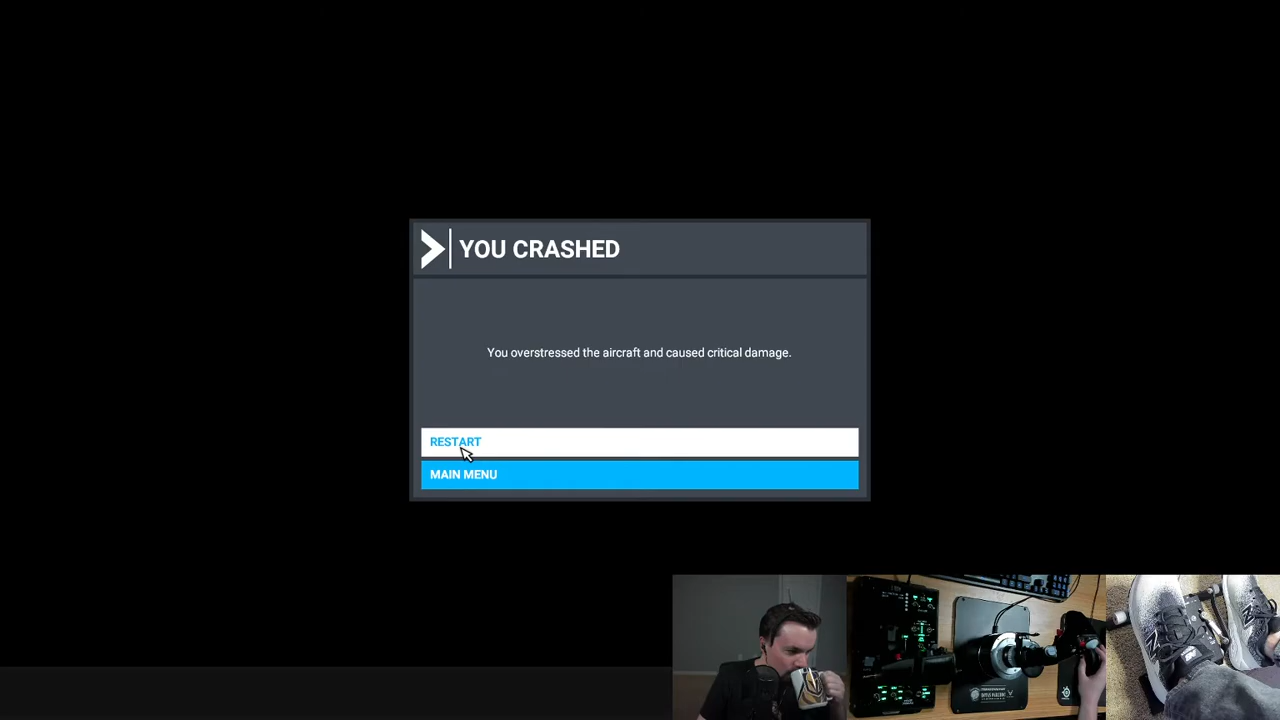 YOU CRASHED
You overstressed the aircraft and caused critical damage.
RESTART
MAIN MENU